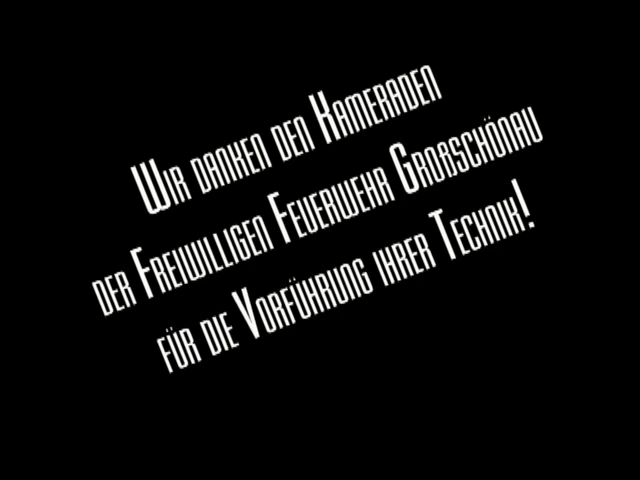 Wir danken den Kameraden
der Freiwilligen Feuerwehr Großschönau
für die Vorführung ihrer Technik!